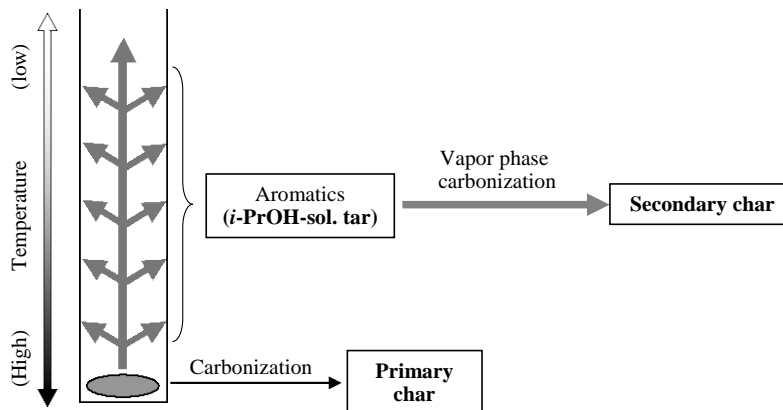 (low)
Temperature
(High)
Aromatics
(i-PrOH-sol. tar)
Vapor phase
carbonization
Secondary char
Carbonization
Primary
char